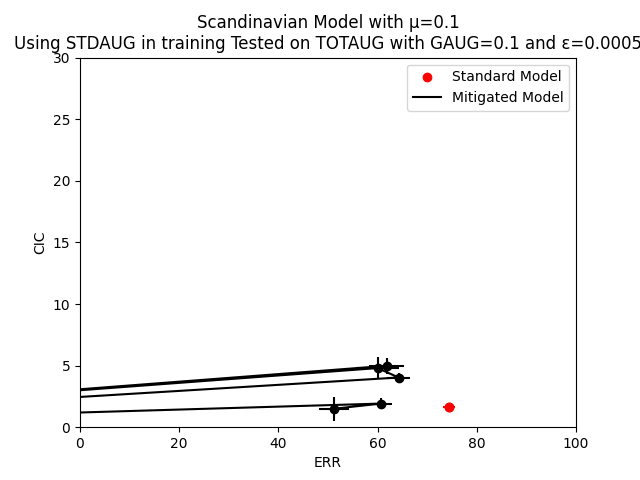 Scandinavian Model with μ=0.1
Using STDAUG in training Tested on TOTAUG with GAUG=0.1 and ε=0.0005
Standard Model
Mitigated Model
30
25
20
15
10
5
0
CIC
0 20 40 60 80 100
ERR